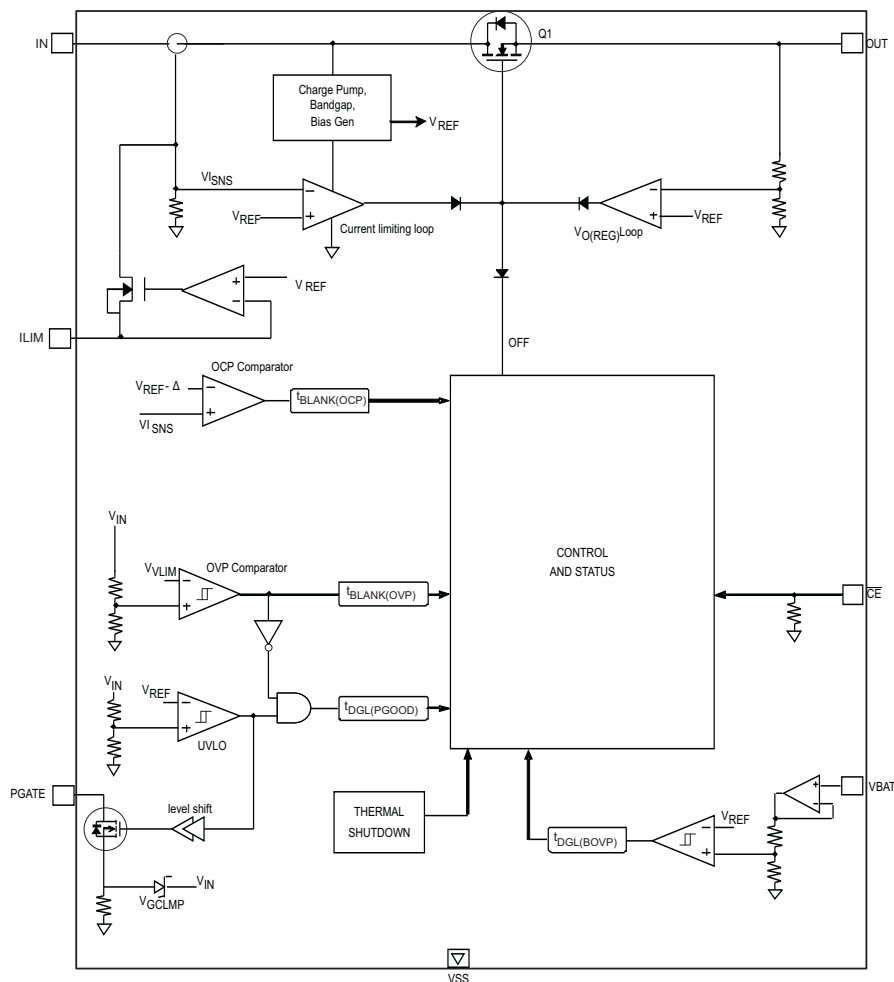 Q1
IN
OUT
Charge Pump,
Bandgap,
Bias Gen
VREF
VISNS
VREF
Current limiting loop
VREF
VO(REG) Loop
VREF
ILIM
OFF
OCP Comparator
VREF - Δ
VISNS
tBLANK(OCP)
VIN
VVLIM
OVP Comparator
tBLANK(OVP)
CONTROL
AND STATUS
CE
VIN
VREF
UVLO
tDGL(PGOOD)
PGATE
level shift
THERMAL
SHUTDOWN
VBAT
VREF
tDGL(BOVP)
VIN
VGCLMP
VSS